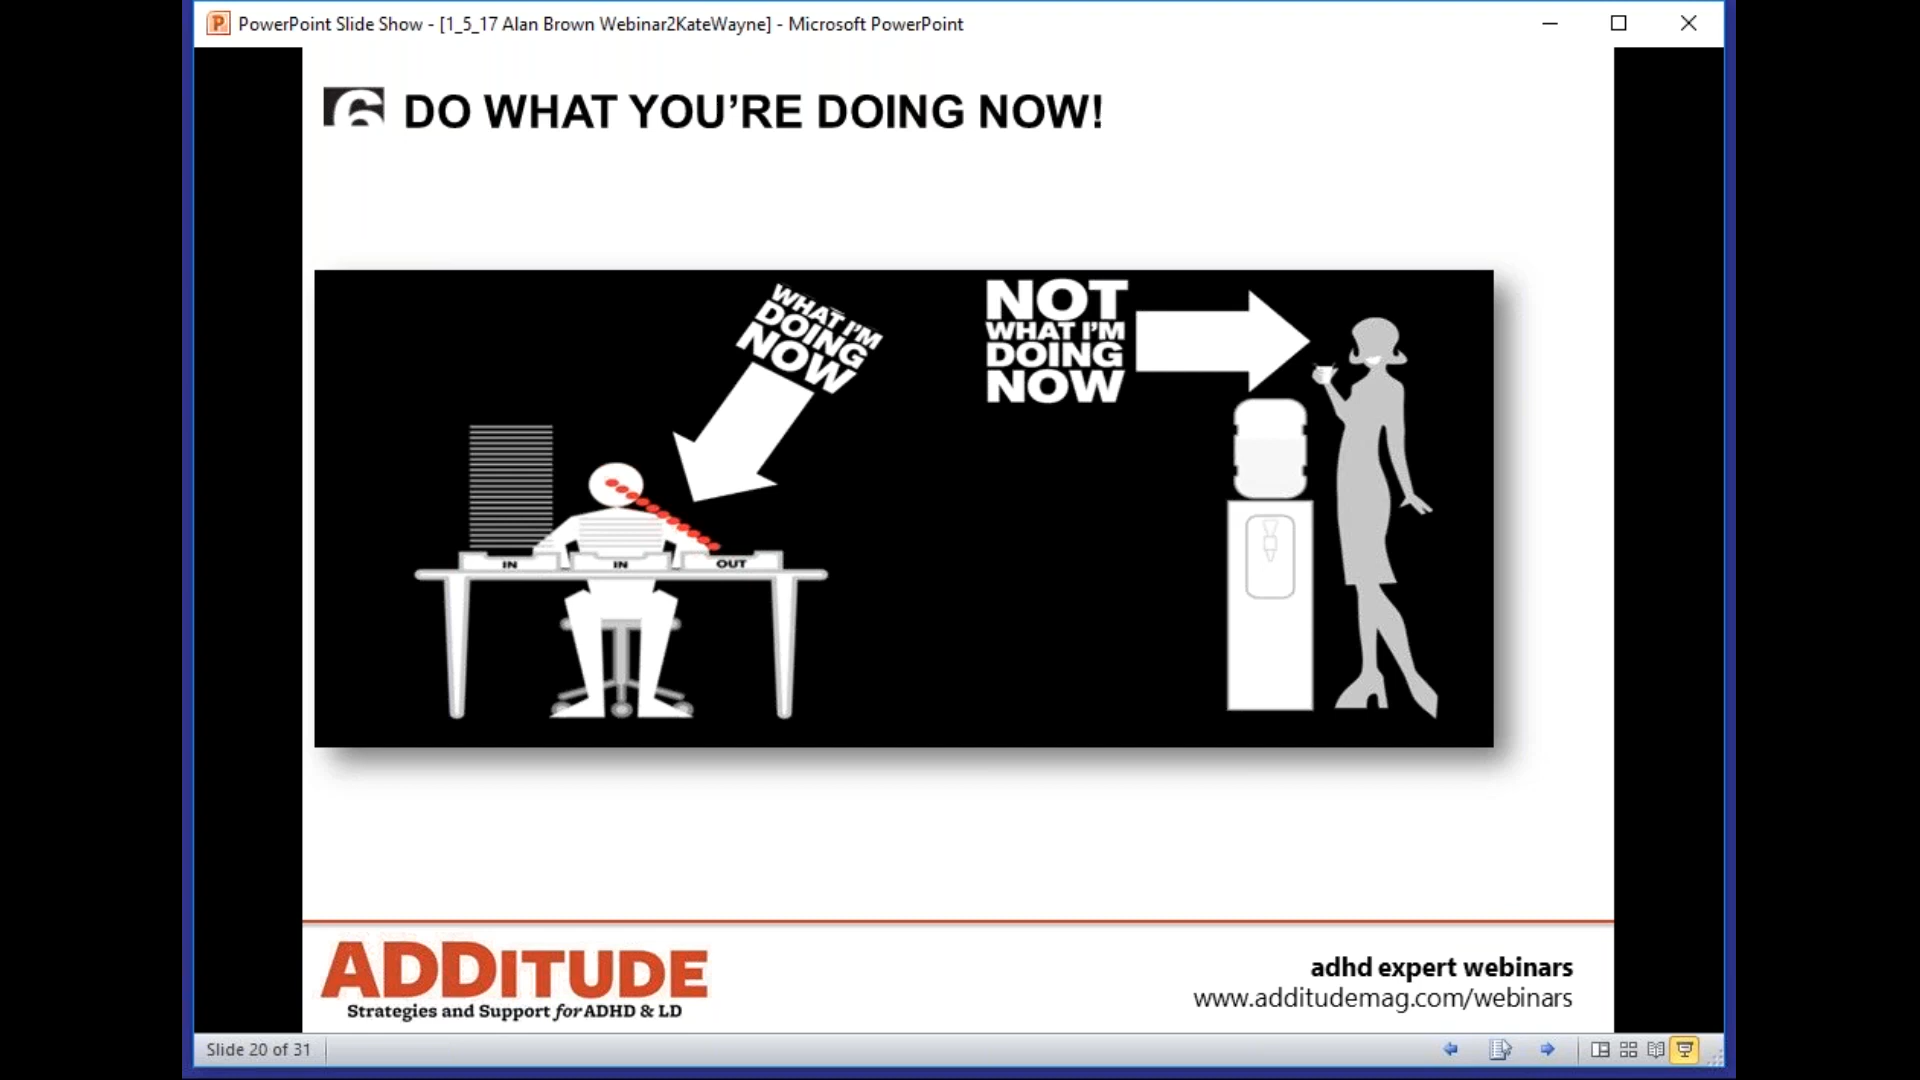 PowerPoint Slide Show - [1_5_17 Alan Brown Webinar2KateWayne] - Microsoft PowerPoint
6 DO WHAT YOU’RE DOING NOW!
WHAT I’M
DOING
NOW
NOT
WHAT I’M
DOING
NOW
IN
IN
OUT
ADDITUDE
Strategies and Support for ADHD & LD
adhd expert webinars
www.additudemag.com/webinars
Slide 20 of 31